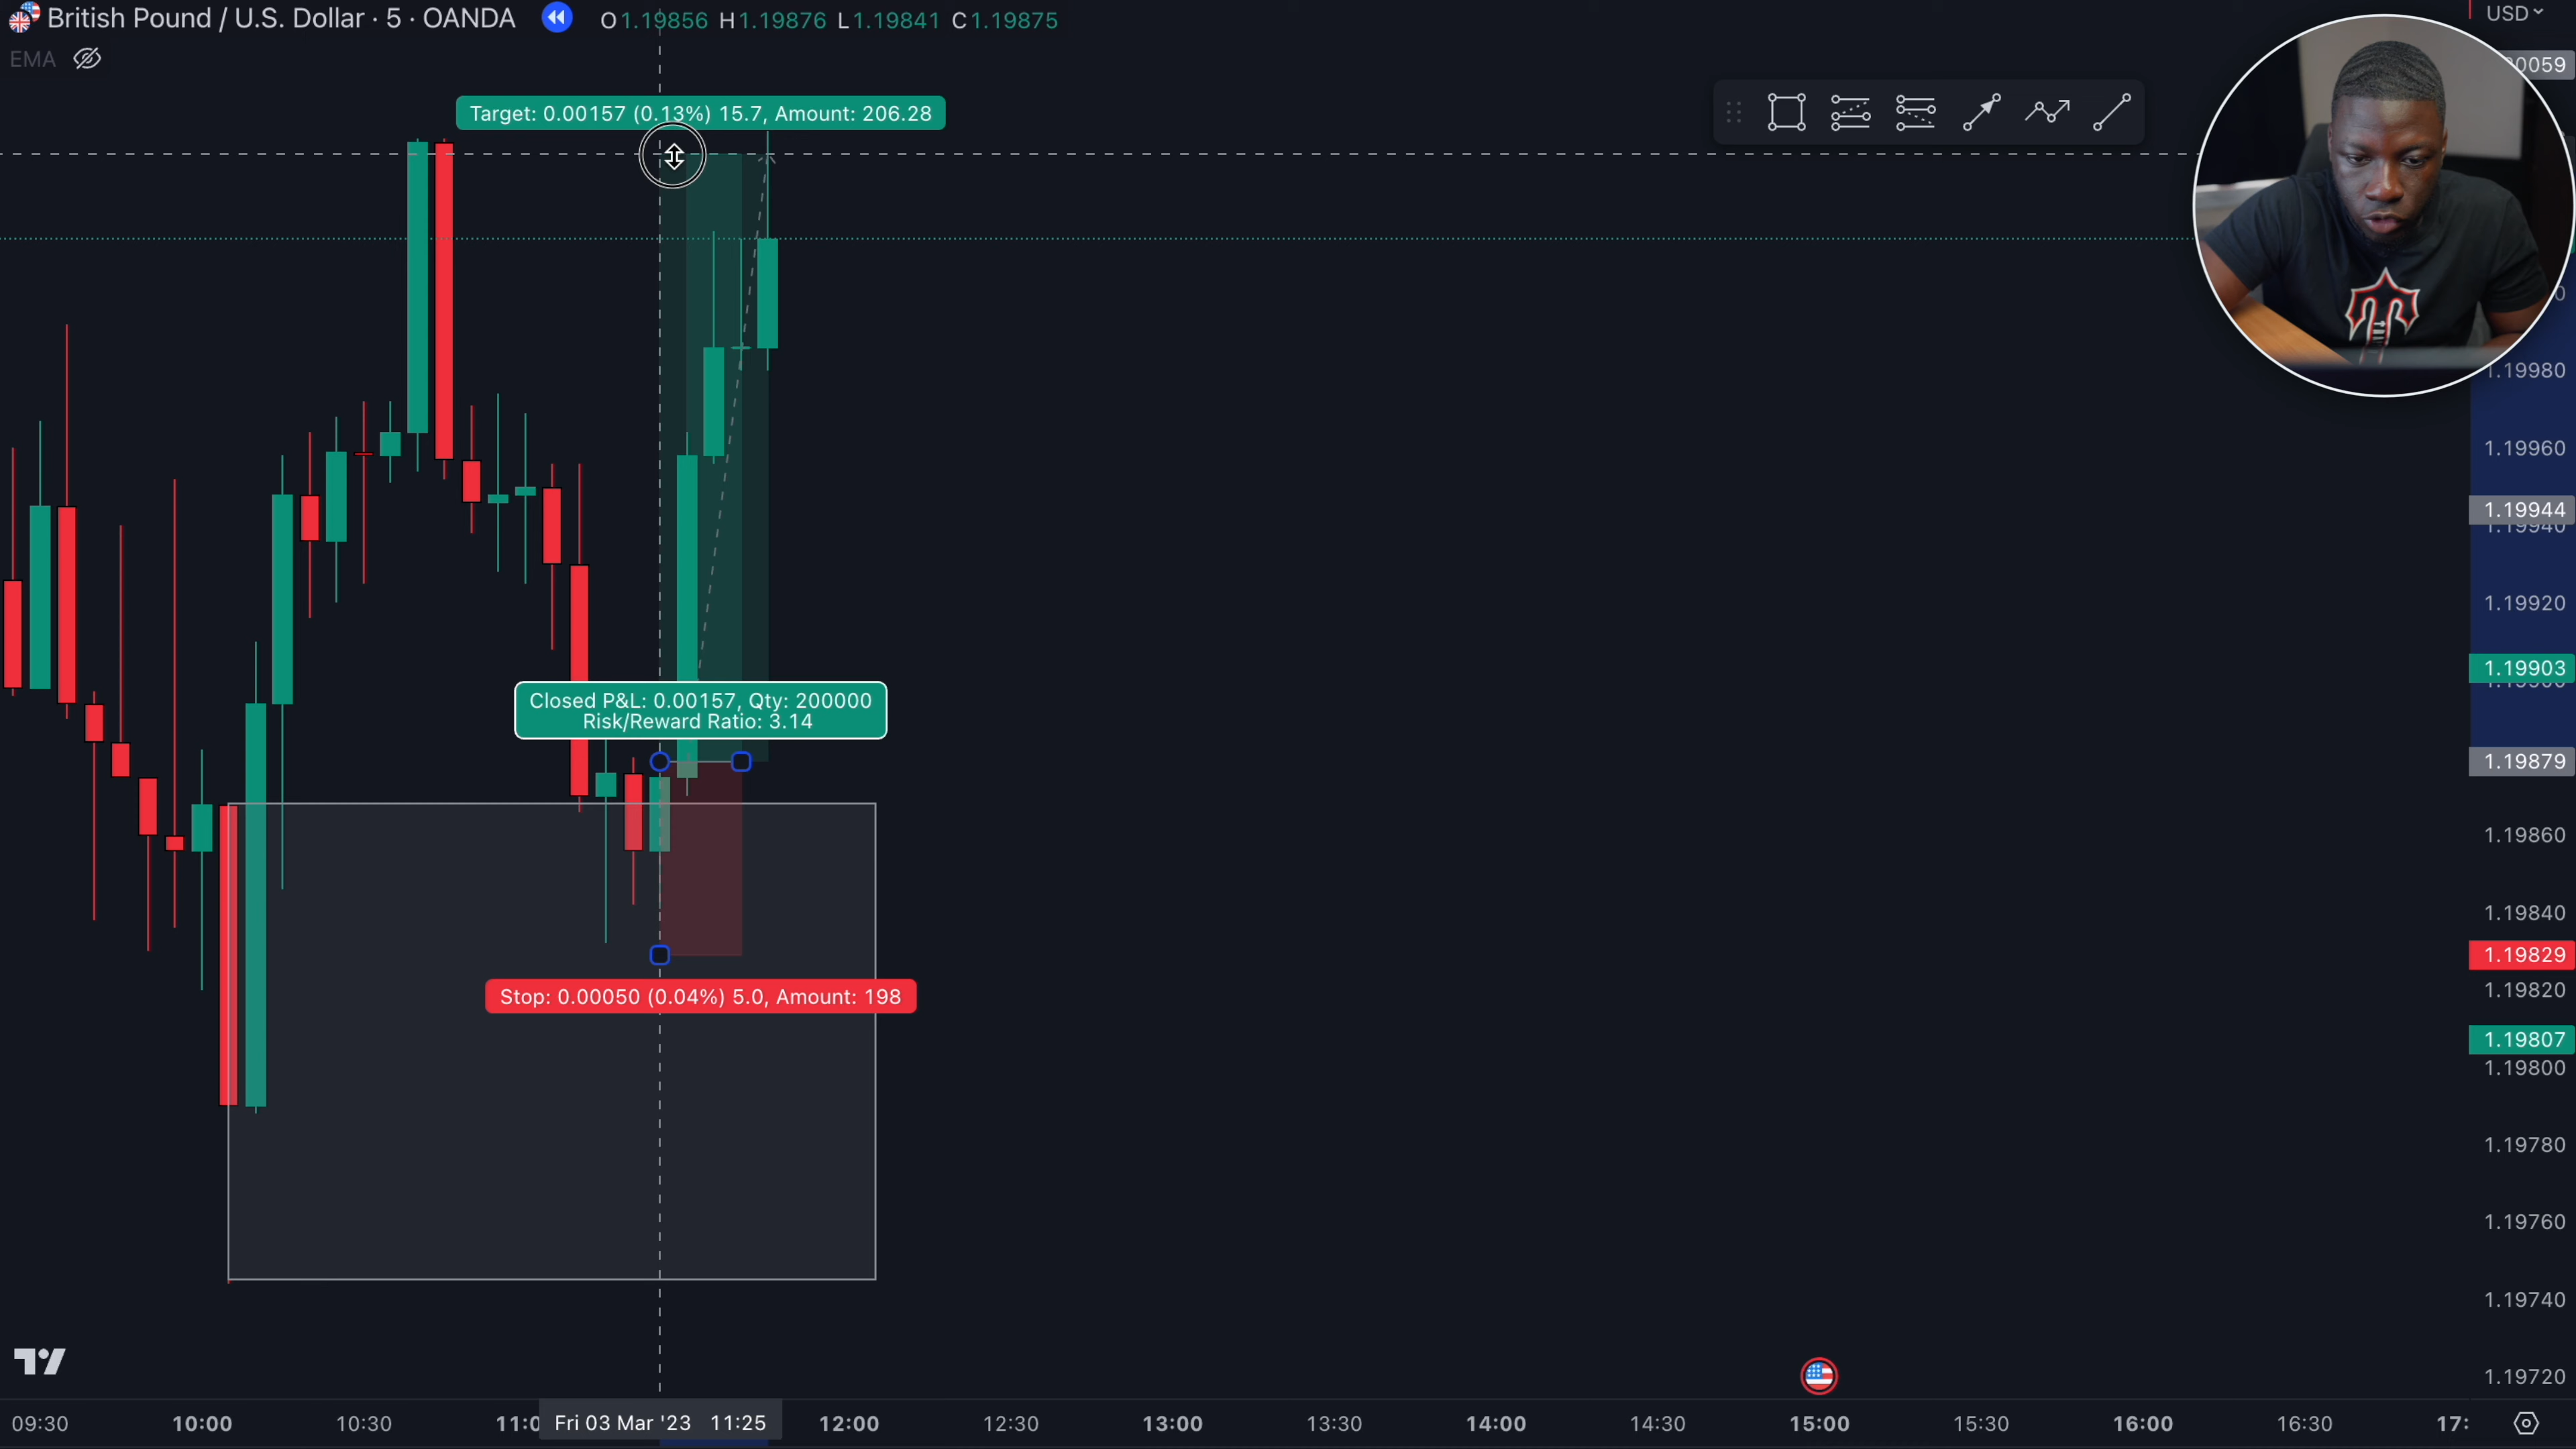 British Pound / U.S. Dollar · 5 · OANDA
O1.19856 H1.19876 L1.19841 C1.19875
USD
EMA
Target: 0.00157 (0.13%) 15.7, Amount: 206.28
Closed P&L: 0.00157, Qty: 200000
Risk/Reward Ratio: 3.14
Stop: 0.00050 (0.04%) 5.0, Amount: 198
0059
1.19980
1.19960
1.19944
1.19940
1.19920
1.19903
1.19879
1.19860
1.19840
1.19829
1.19820
1.19807
1.19800
1.19780
1.19760
1.19740
1.19720
09:30 10:00 10:30 11:0 Fri 03 Mar '23 11:25 12:00 12:30 13:00 13:30 14:00 14:30 15:00 15:30 16:00 16:30 17: